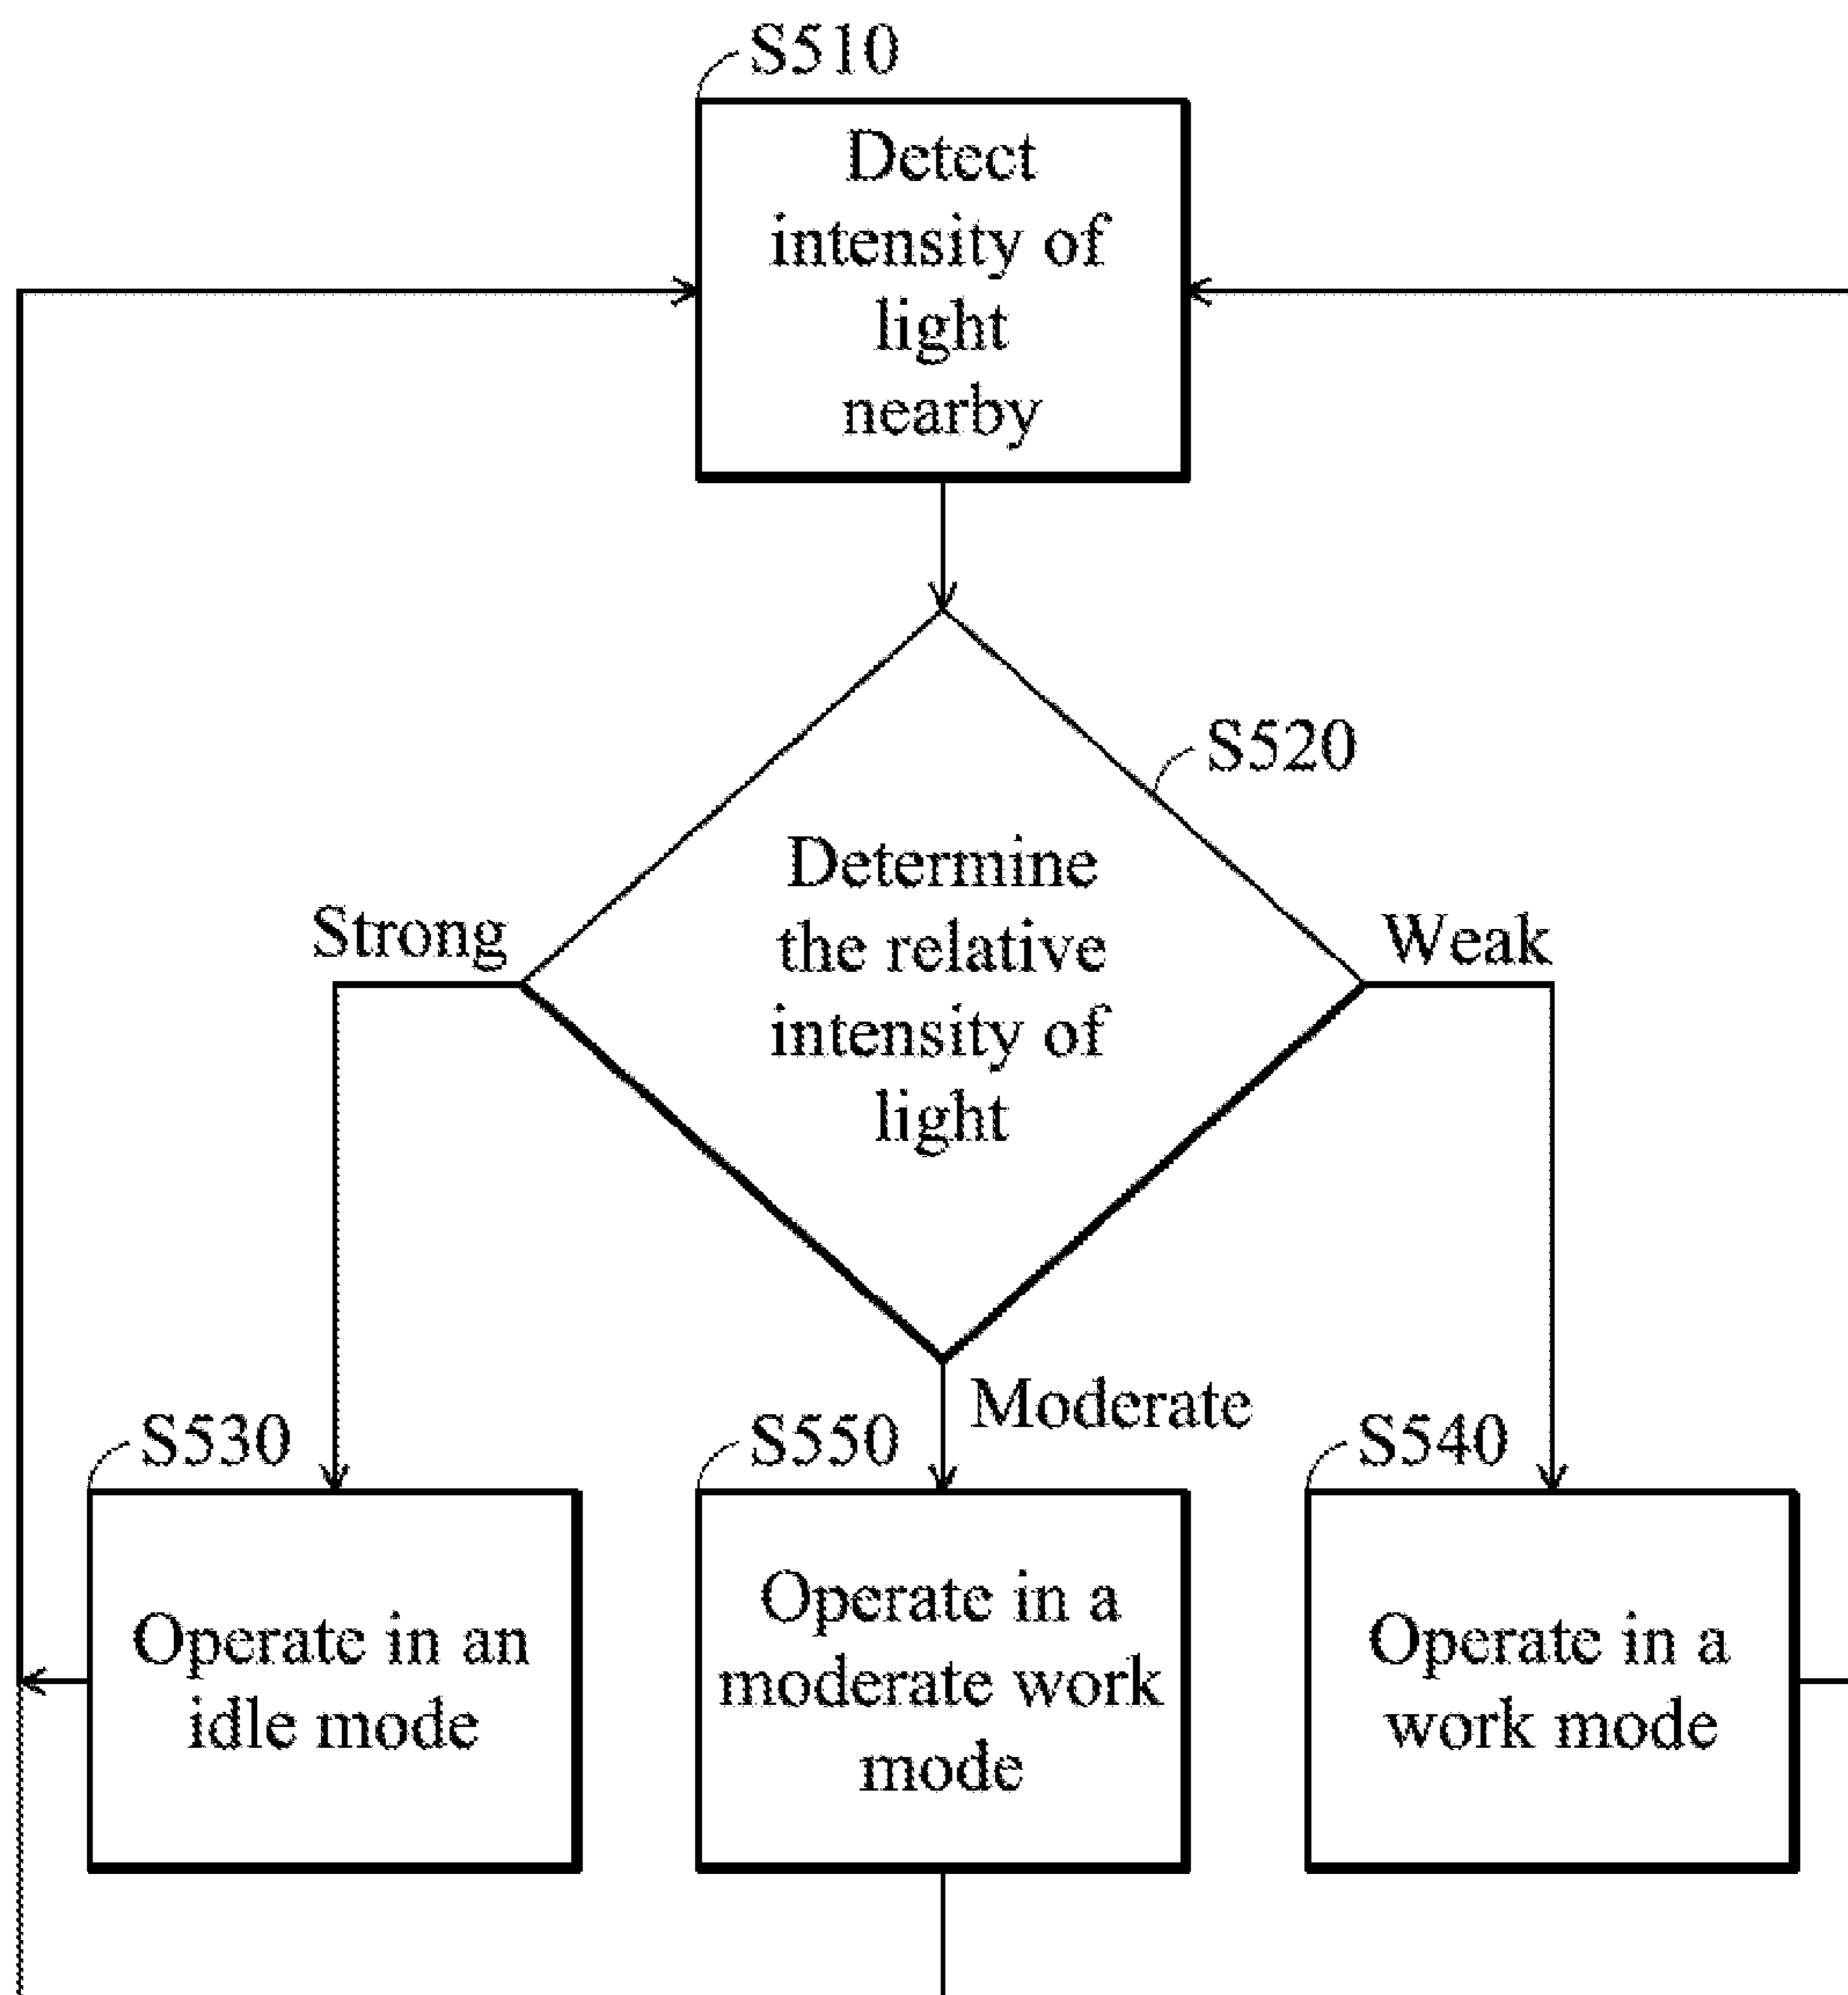 S510
Detect
intensity of
light
nearby
S520
Determine
the relative
intensity of
light
Strong
Weak
Moderate
S530
Operate in an
idle mode
S550
Operate in a
moderate work
mode
S540
Operate in a
work mode